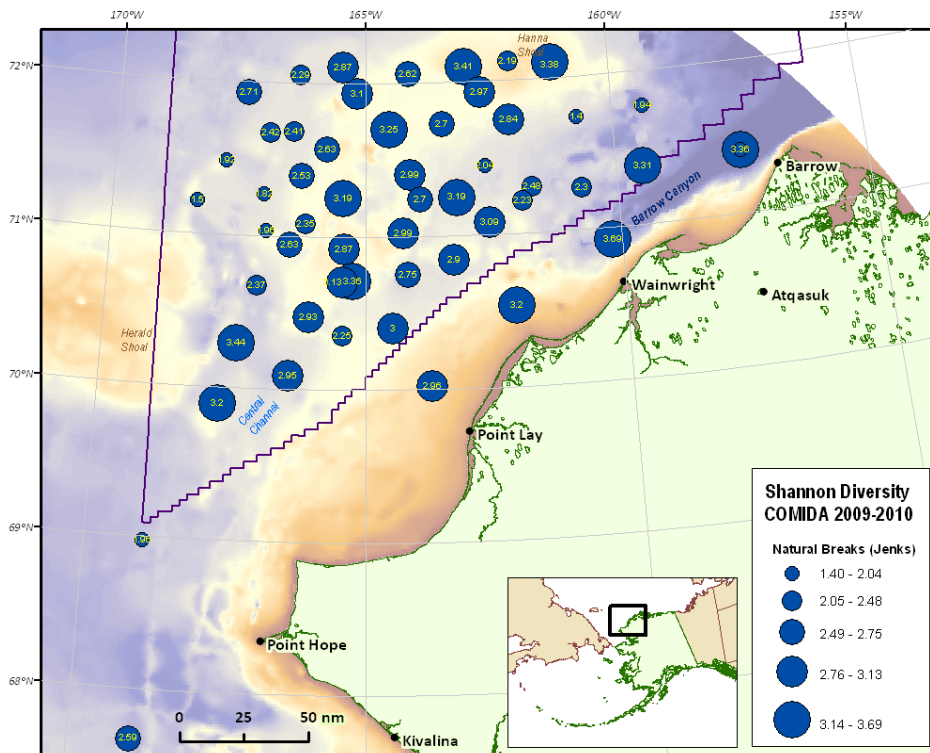 170°W
165°W
160°W
155°W
72°N
71°N
70°N
69°N
68°N
Hanna
Shoal
3.41
2.19
3.38
2.87
2.29
2.62
2.71
3.1
2.97
1.94
2.84
1.4
2.7
3.25
2.42
2.41
2.63
3.36
Barrow
1.92
2.04
3.31
2.53
2.99
2.48
2.3
1.82
1.5
3.19
2.7
3.19
2.23
Barrow Canyon
3.09
2.35
1.96
2.99
3.69
2.63
2.87
2.9
2.75
3.36
2.37
Wainwright
Atqasuk
3.2
2.93
3
2.25
Herald
Shoal
3.44
2.95
2.96
3.2
Central
Channel
Point Lay
Shannon Diversity
COMIDA 2009-2010
Natural Breaks (Jenks)
1.40 - 2.04
2.05 - 2.48
2.49 - 2.75
2.76 - 3.13
3.14 - 3.69
Point Hope
0 25 50 nm
2.59
Kivalina